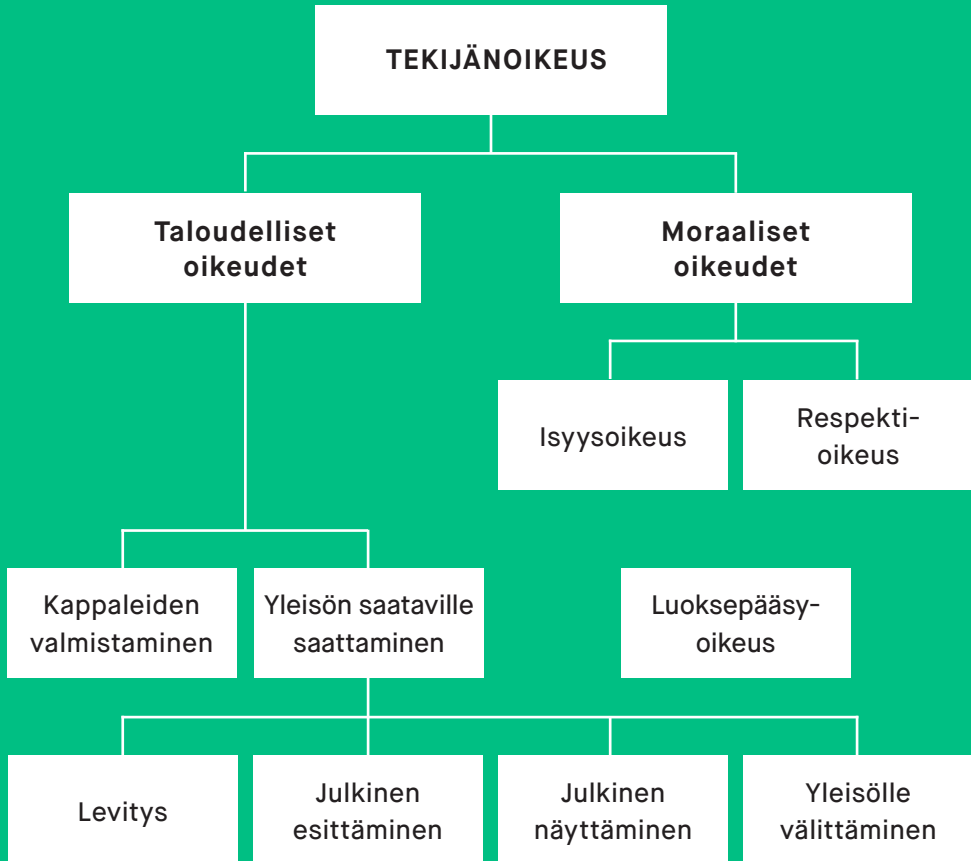 TEKIJÄNOIKEUS
Taloudelliset
oikeudet
Moraaliset
oikeudet
Isyysoikeus
Respekti-
oikeus
Kappaleiden
valmistaminen
Yleisön saataville
saattaminen
Luoksepääsy-
oikeus
Levitys
Julkinen
esittäminen
Julkinen
näyttäminen
Yleisölle
välittäminen